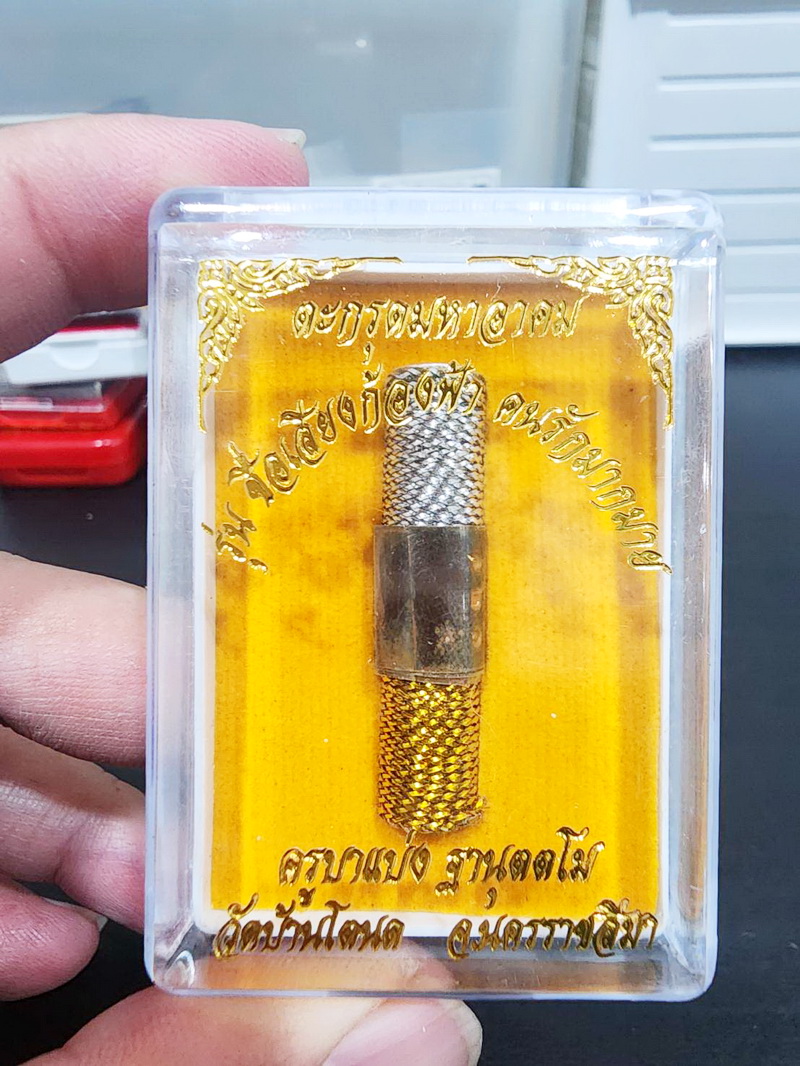 ตะกรุดมหาอาคม
รุ่น ชื่อเสียงก้องฟ้า คนรักมากมาย
ครูบาแบ่ง ฐานุตตโม
วัดบ้านโตนด จ.นครราชสีมา